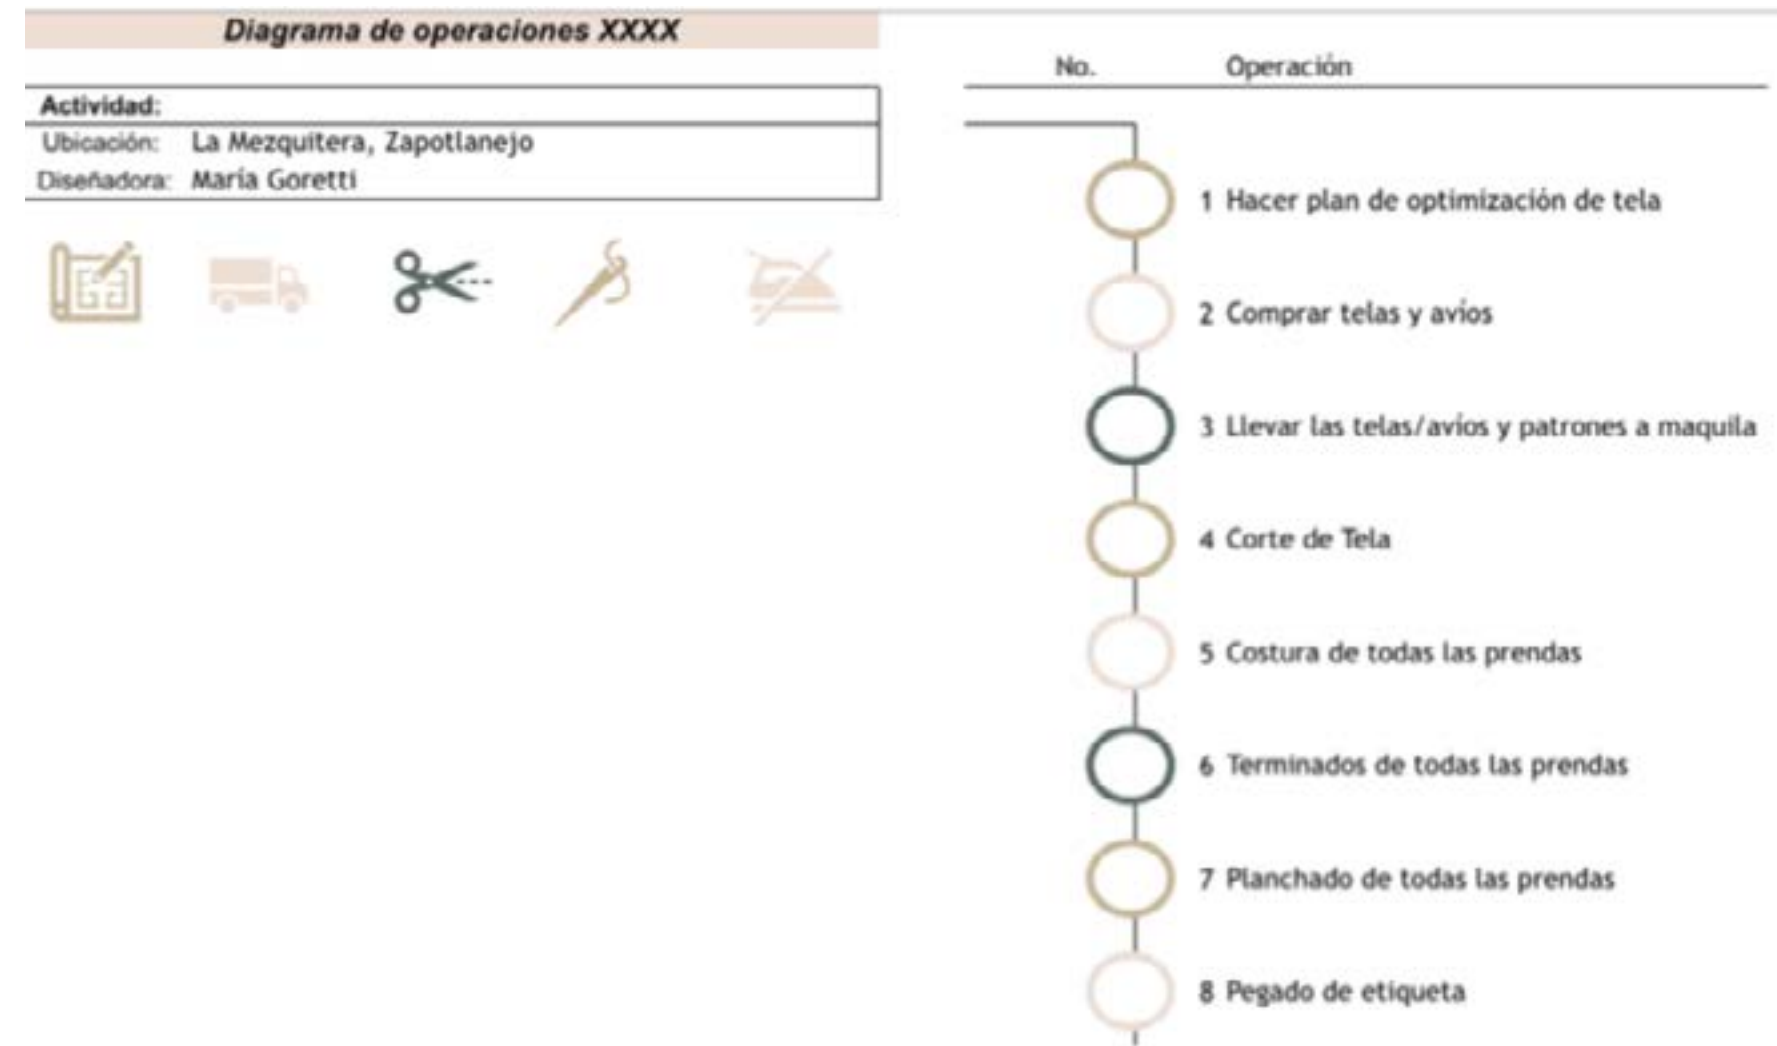 Diagrama de operaciones XXXX
Actividad:
Ubicación: La Mezquitera, Zapotlanejo
Diseñadora: María Goretti
No. Operación
1 Hacer plan de optimización de tela
2 Comprar telas y avíos
3 Llevar las telas/avíos y patrones a maquila
4 Corte de Tela
5 Costura de todas las prendas
6 Terminados de todas las prendas
7 Planchado de todas las prendas
8 Pegado de etiqueta